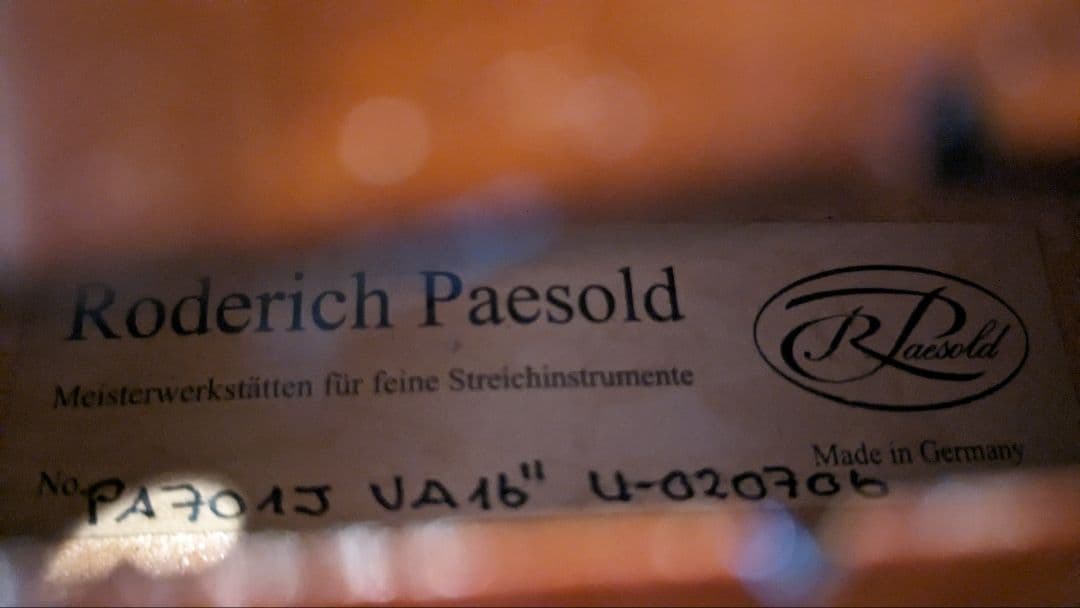 Roderich Paesold
RPaesold
Meisterwerkstätten für feine Streichinstrumente
Made in Germany
No. PA701J VA16" U-020706